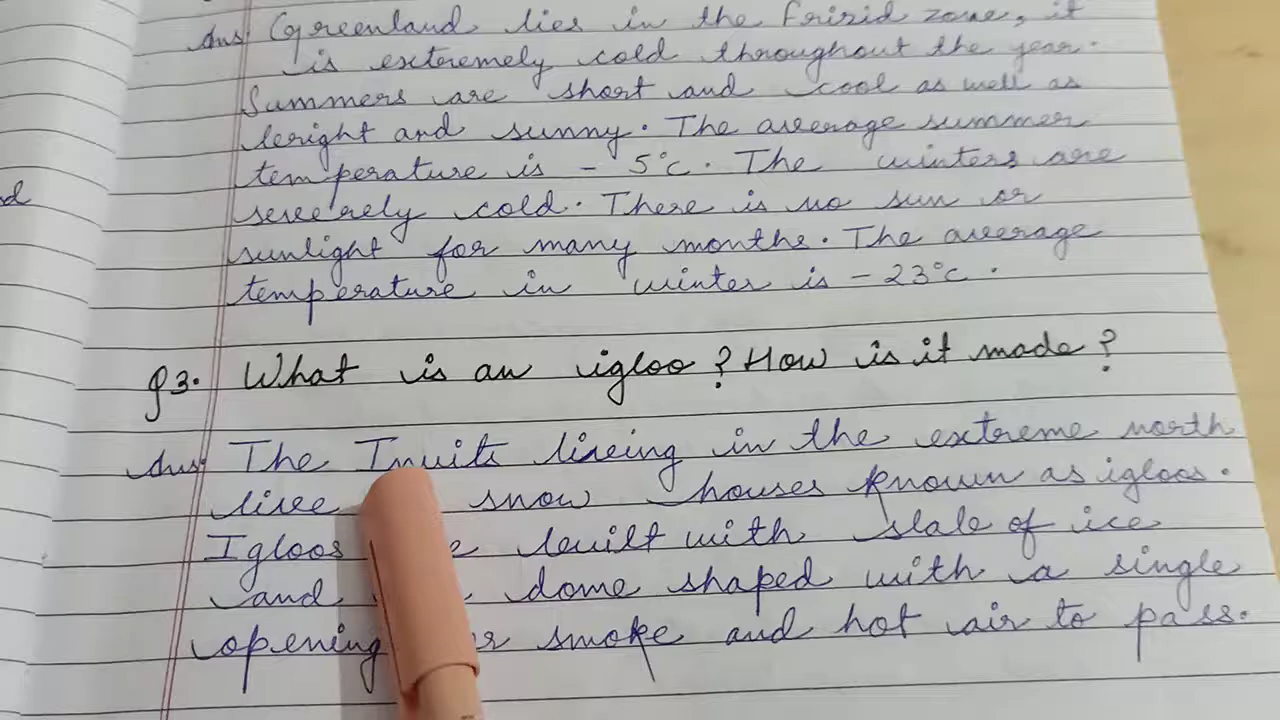 Ans Greenland lies in the Frizid zone, it
is extremely cold throughout the year.
Summers are short and cool as well as
bright and sunny. The average summer
temperature is - 5°c. The winters are
severely cold. There is no sun or
sunlight for many months. The average
temperature in winter is - 23°c.
Q3. What is an igloo? How is it made?
Ans The Inuits living in the extreme north
live snow houses known as igloos.
Igloos built with slab of ice
and dome shaped with a single
opening smoke and hot air to pass.